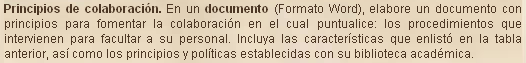 Principios de colaboración. En un documento (Formato Word), elabore un documento con
principios para fomentar la colaboración en el cual puntualice: los procedimientos que
intervienen para facultar a su personal. Incluya las características que enlistó en la tabla
anterior, así como los principios y políticas establecidas con su biblioteca académica.